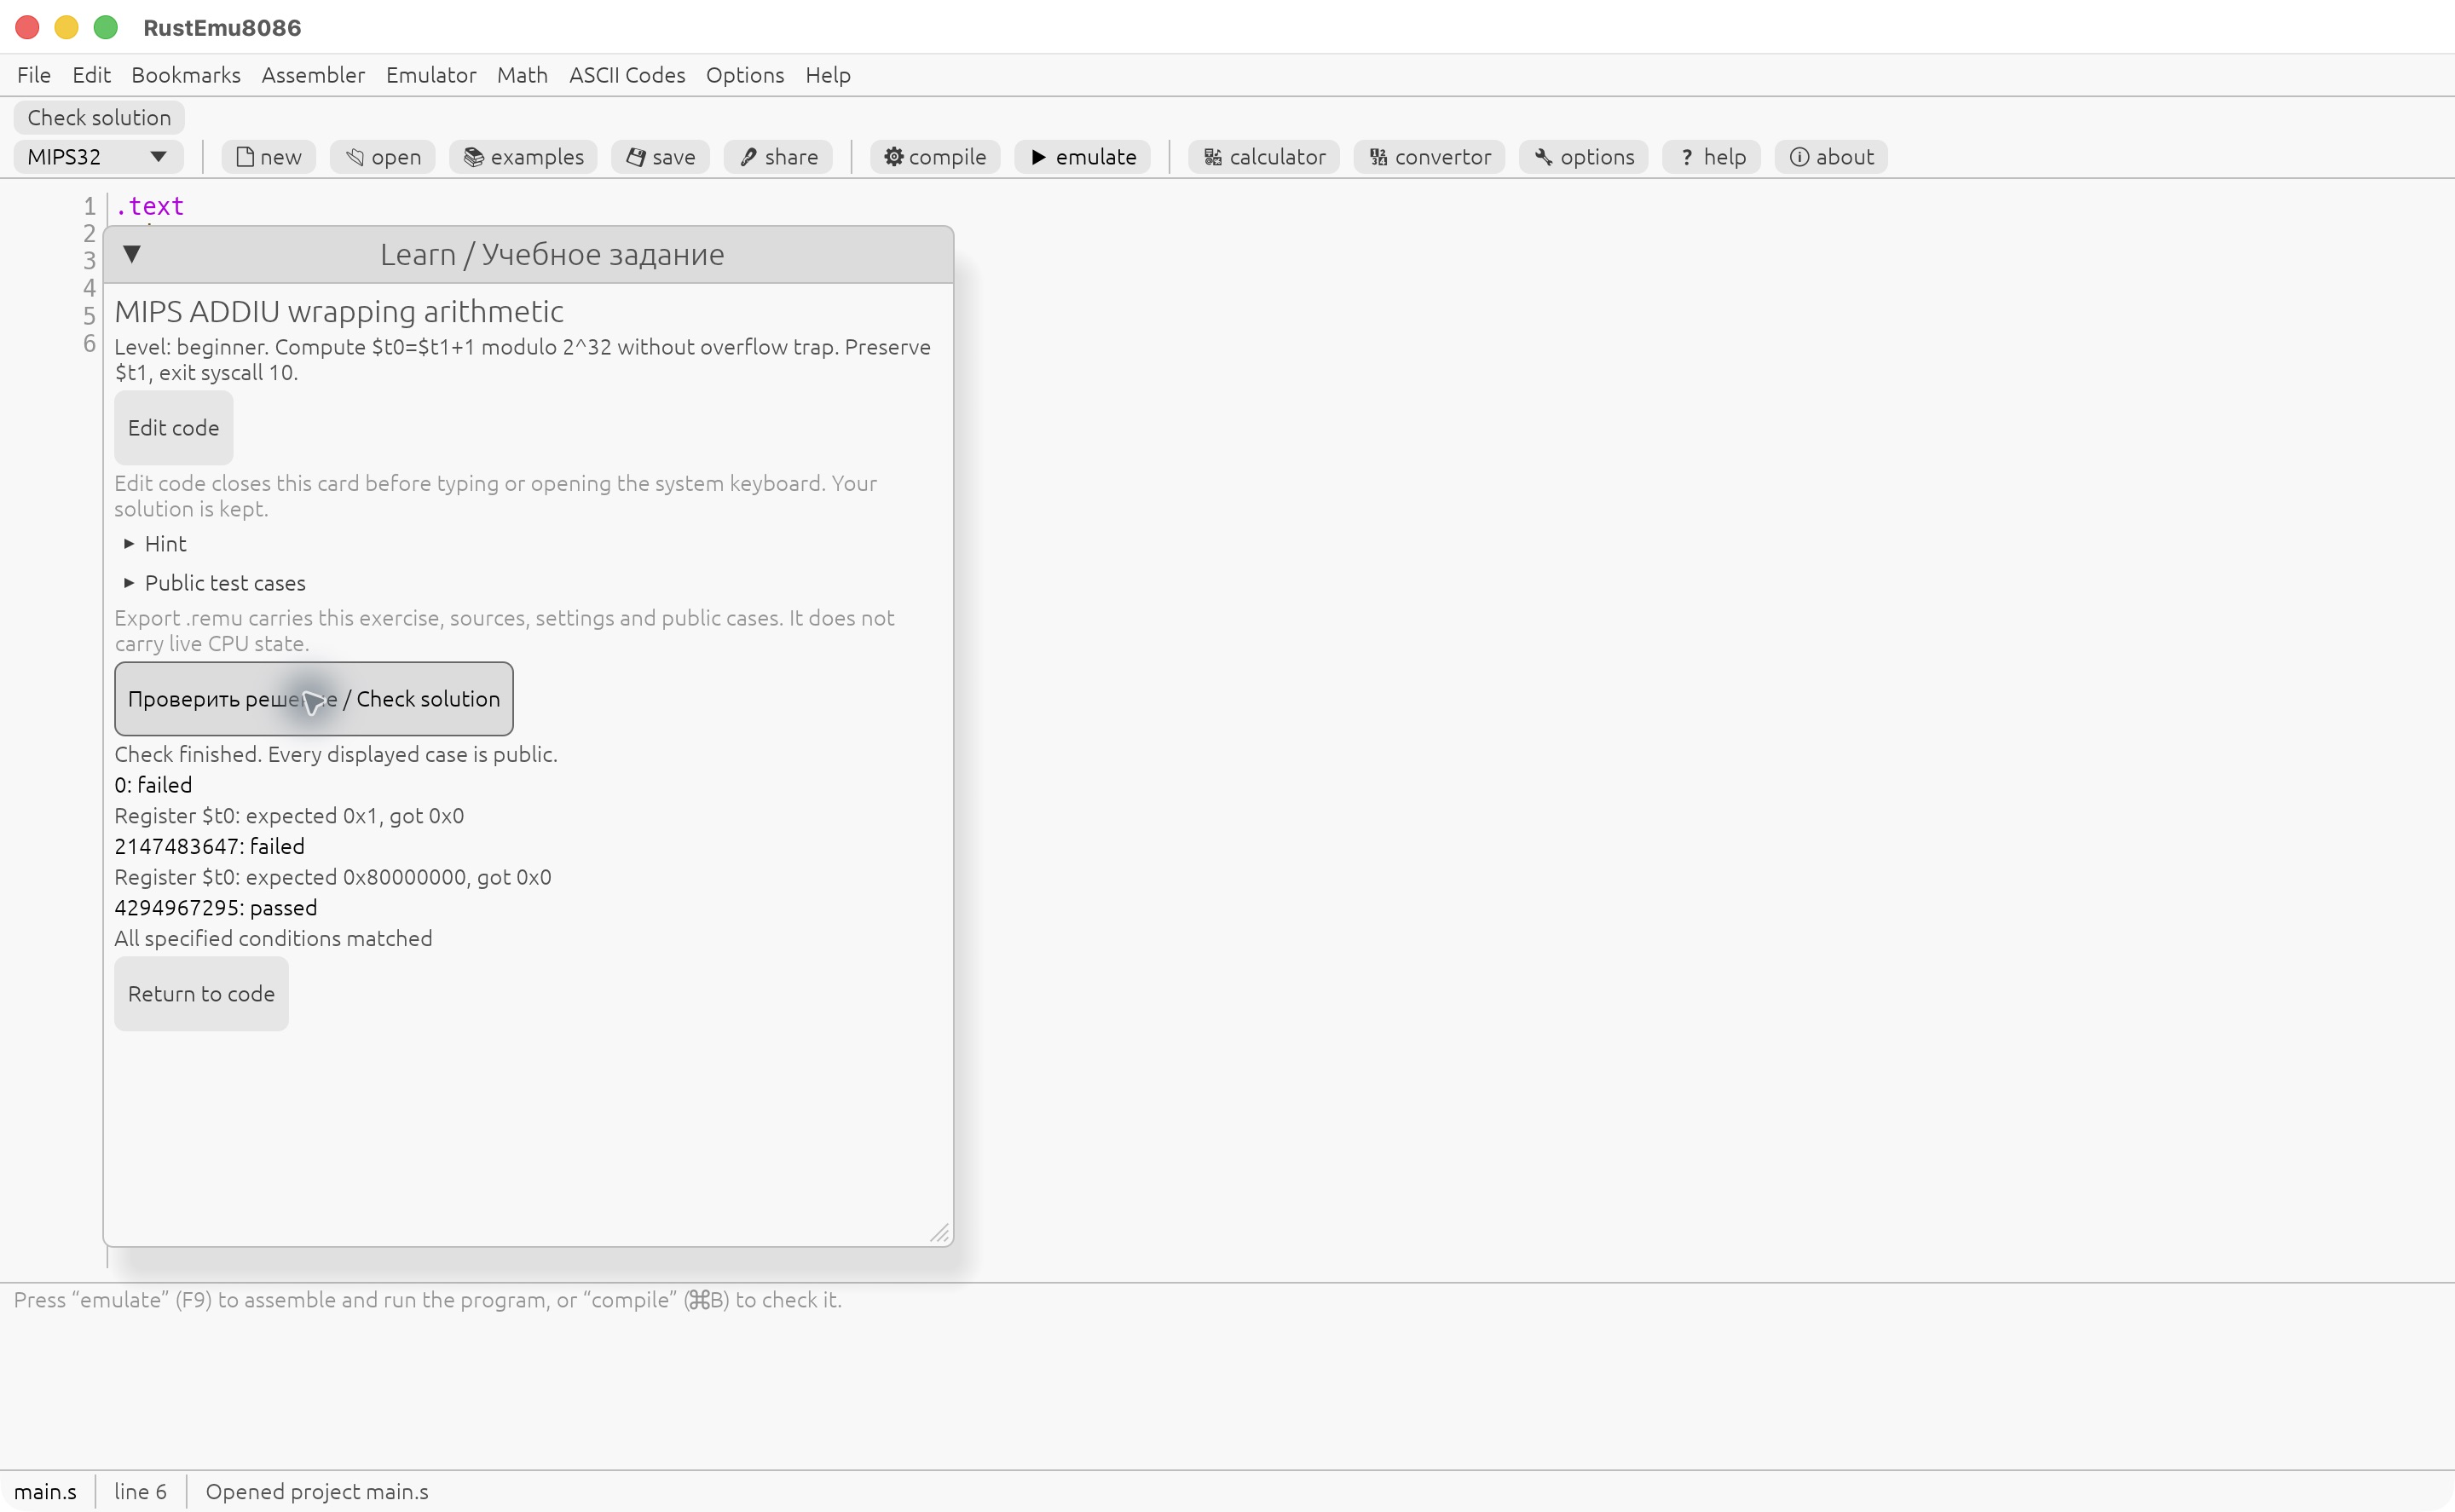 RustEmu8086
File Edit Bookmarks Assembler Emulator Math ASCII Codes Options Help
Check solution
MIPS32 new open examples save share compile emulate calculator convertor options ? help about
1 .text
2
3
4
5
6
Learn / Учебное задание
MIPS ADDIU wrapping arithmetic
Level: beginner. Compute $t0=$t1+1 modulo 2^32 without overflow trap. Preserve
$t1, exit syscall 10.
Edit code
Edit code closes this card before typing or opening the system keyboard. Your
solution is kept.
Hint
Public test cases
Export .remu carries this exercise, sources, settings and public cases. It does not
carry live CPU state.
Проверить решение / Check solution
Check finished. Every displayed case is public.
0: failed
Register $t0: expected 0x1, got 0x0
2147483647: failed
Register $t0: expected 0x80000000, got 0x0
4294967295: passed
All specified conditions matched
Return to code
Press “emulate” (F9) to assemble and run the program, or “compile” (⌘B) to check it.
main.s line 6 Opened project main.s